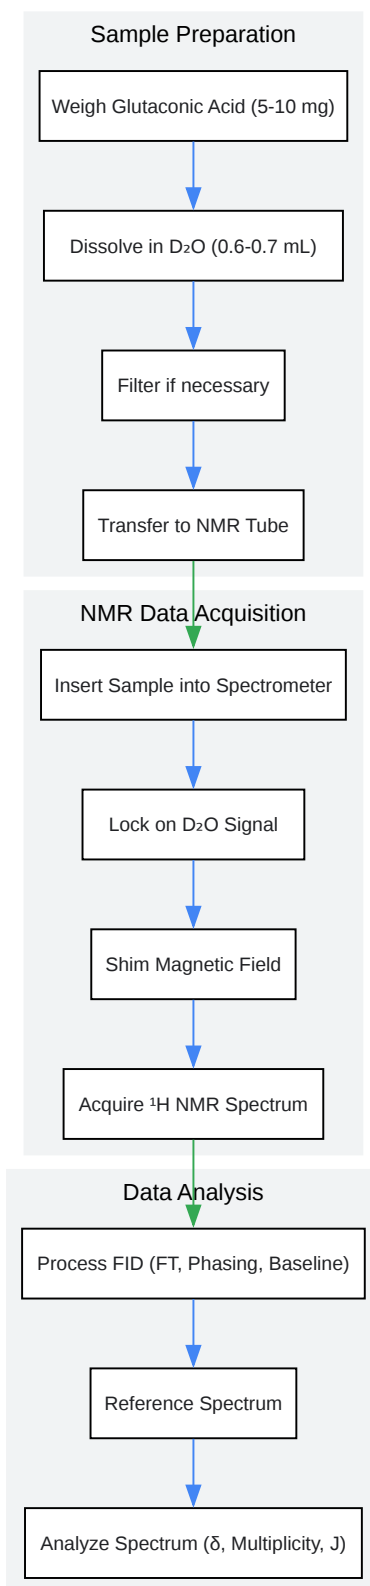 Sample Preparation
Weigh Glutaconic Acid (5-10 mg)
Dissolve in D₂O (0.6-0.7 mL)
Filter if necessary
Transfer to NMR Tube
NMR Data Acquisition
Insert Sample into Spectrometer
Lock on D₂O Signal
Shim Magnetic Field
Acquire ¹H NMR Spectrum
Data Analysis
Process FID (FT, Phasing, Baseline)
Reference Spectrum
Analyze Spectrum (δ, Multiplicity, J)